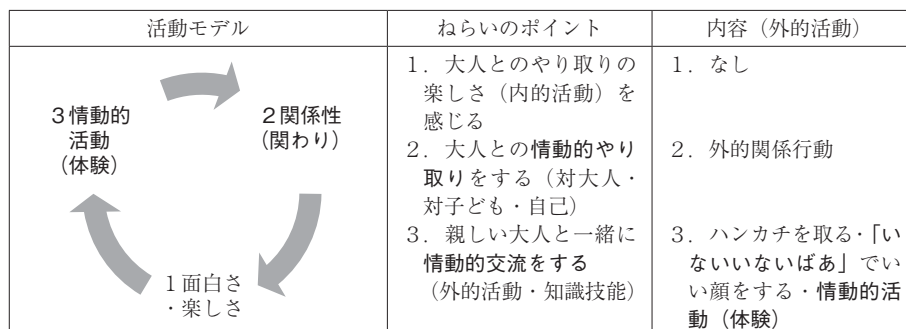 活動モデル
ねらいのポイント
内容（外的活動）
3情動的
活動
（体験）
2関係性
（関わり）
1面白さ
・楽しさ
1．大人とのやり取りの
楽しさ（内的活動）を
感じる
2．大人との情動的やり
取りをする（対大人・
対子ども・自己）
3．親しい大人と一緒に
情動的交流をする
（外的活動・知識技能）
1．なし
2．外的関係行動
3．ハンカチを取る・「い
ないいないばあ」でい
い顔をする・情動的活
動（体験）